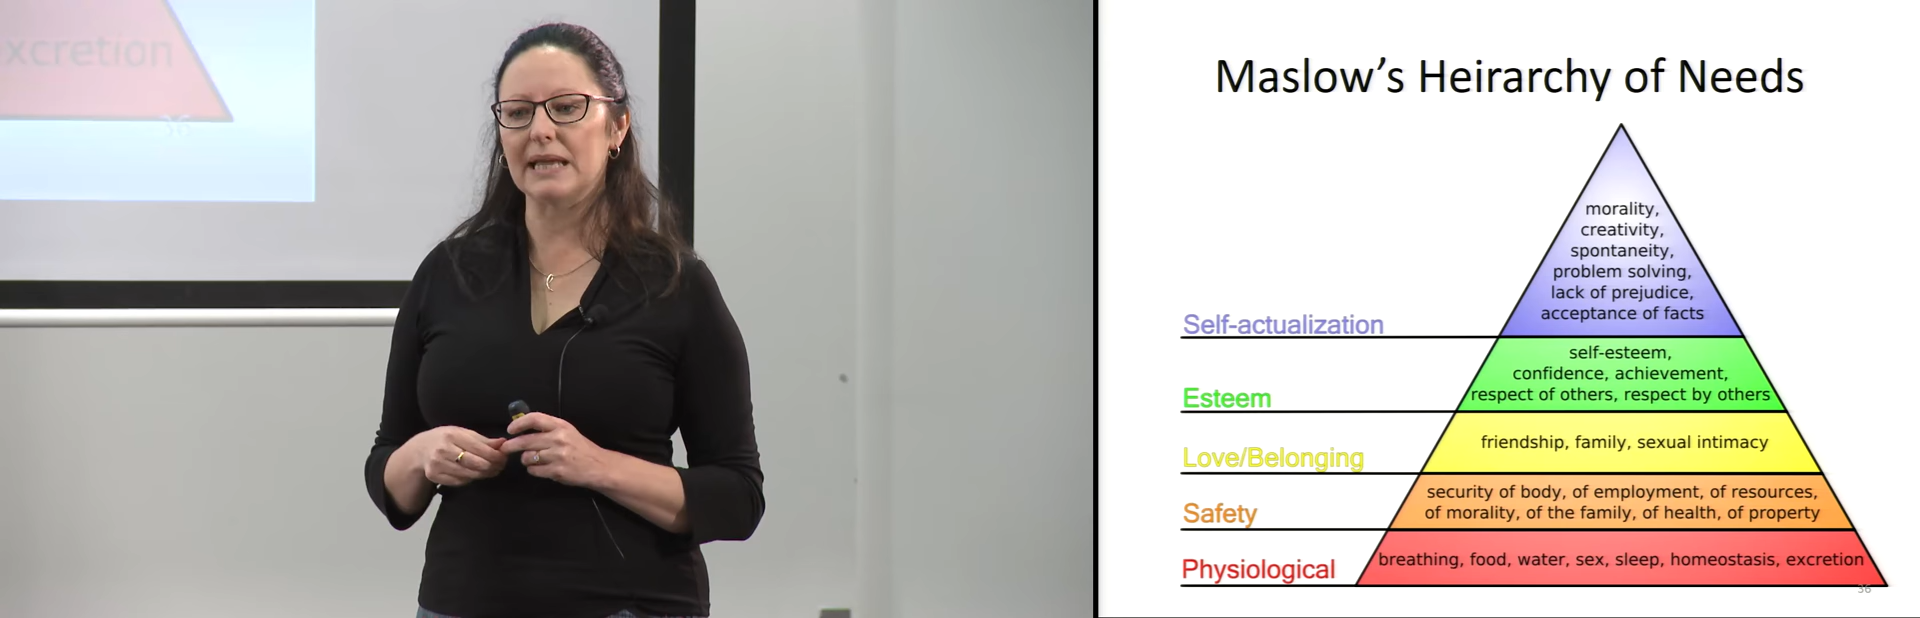 xcretion
36
Maslow's Heirarchy of Needs
morality,
creativity,
spontaneity,
problem solving,
lack of prejudice,
acceptance of facts
Self-actualization
self-esteem,
confidence, achievement,
respect of others, respect by others
Esteem
friendship, family, sexual intimacy
Love/Belonging
security of body, of employment, of resources,
of morality, of the family, of health, of property
Safety
breathing, food, water, sex, sleep, homeostasis, excretion
Physiological
36